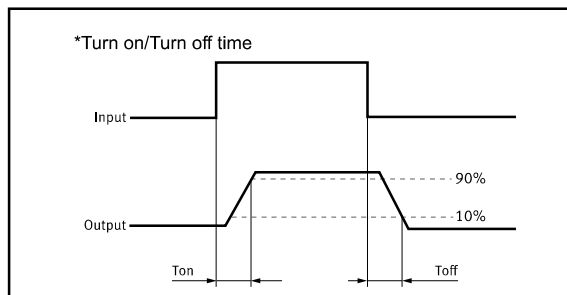 *Turn on/Turn off time
Input
90%
10%
Output
Ton
Toff